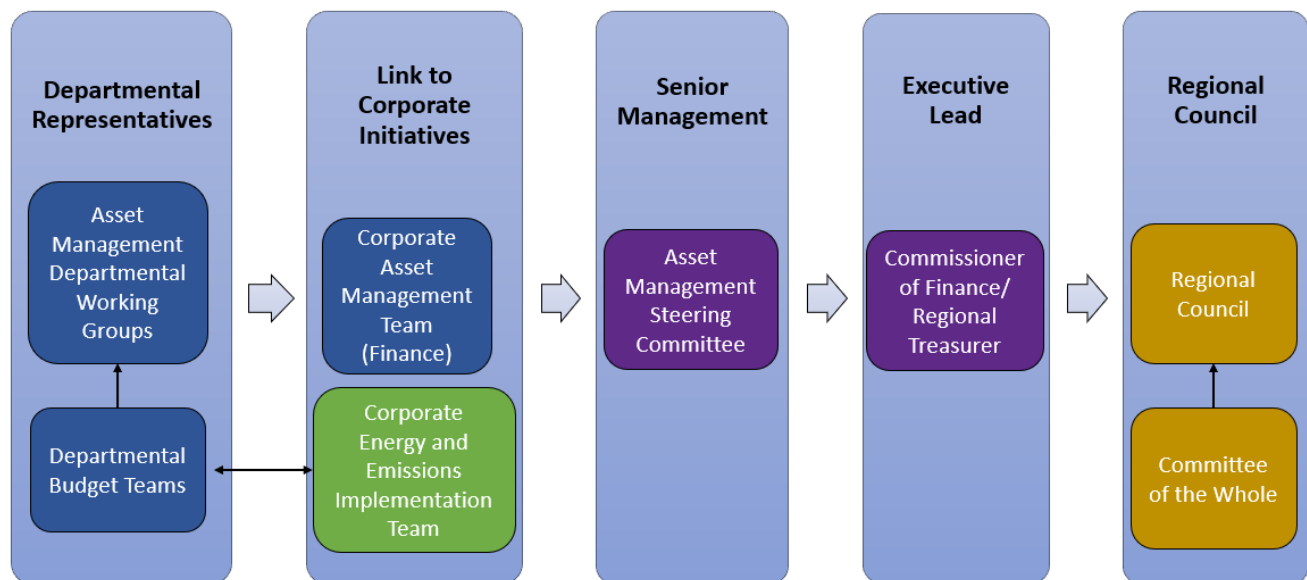 Departmental
Representatives
Asset
Management
Departmental
Working
Groups
Departmental
Budget Teams
Link to
Corporate
Initiatives
Corporate
Asset
Management
Team
(Finance)
Corporate
Energy and
Emissions
Implementation
Team
Senior
Management
Asset
Management
Steering
Committee
Executive
Lead
Commissioner
of Finance/
Regional
Treasurer
Regional
Council
Regional
Council
Committee
of the Whole